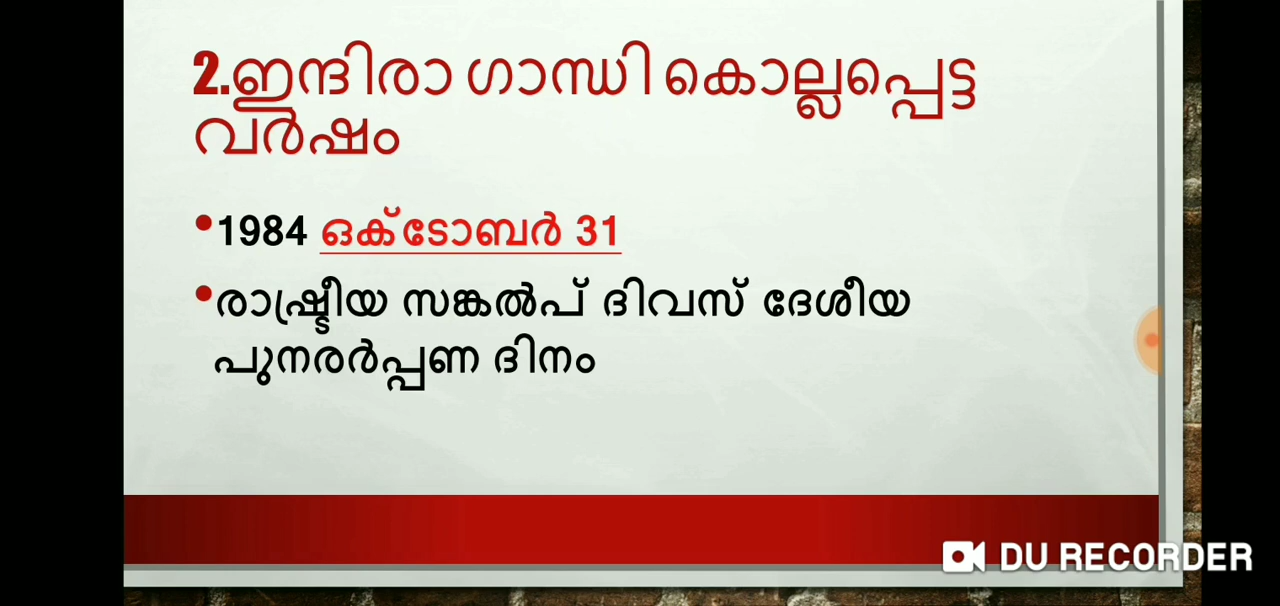 2.ഇന്ദിരാ ഗാന്ധി കൊല്ലപ്പെട്ട
വർഷം
•1984 ഒക്ടോബർ 31
•രാഷ്ട്രീയ സങ്കൽപ് ദിവസ് ദേശീയ
പുനരർപ്പണ ദിനം
DU RECORDER